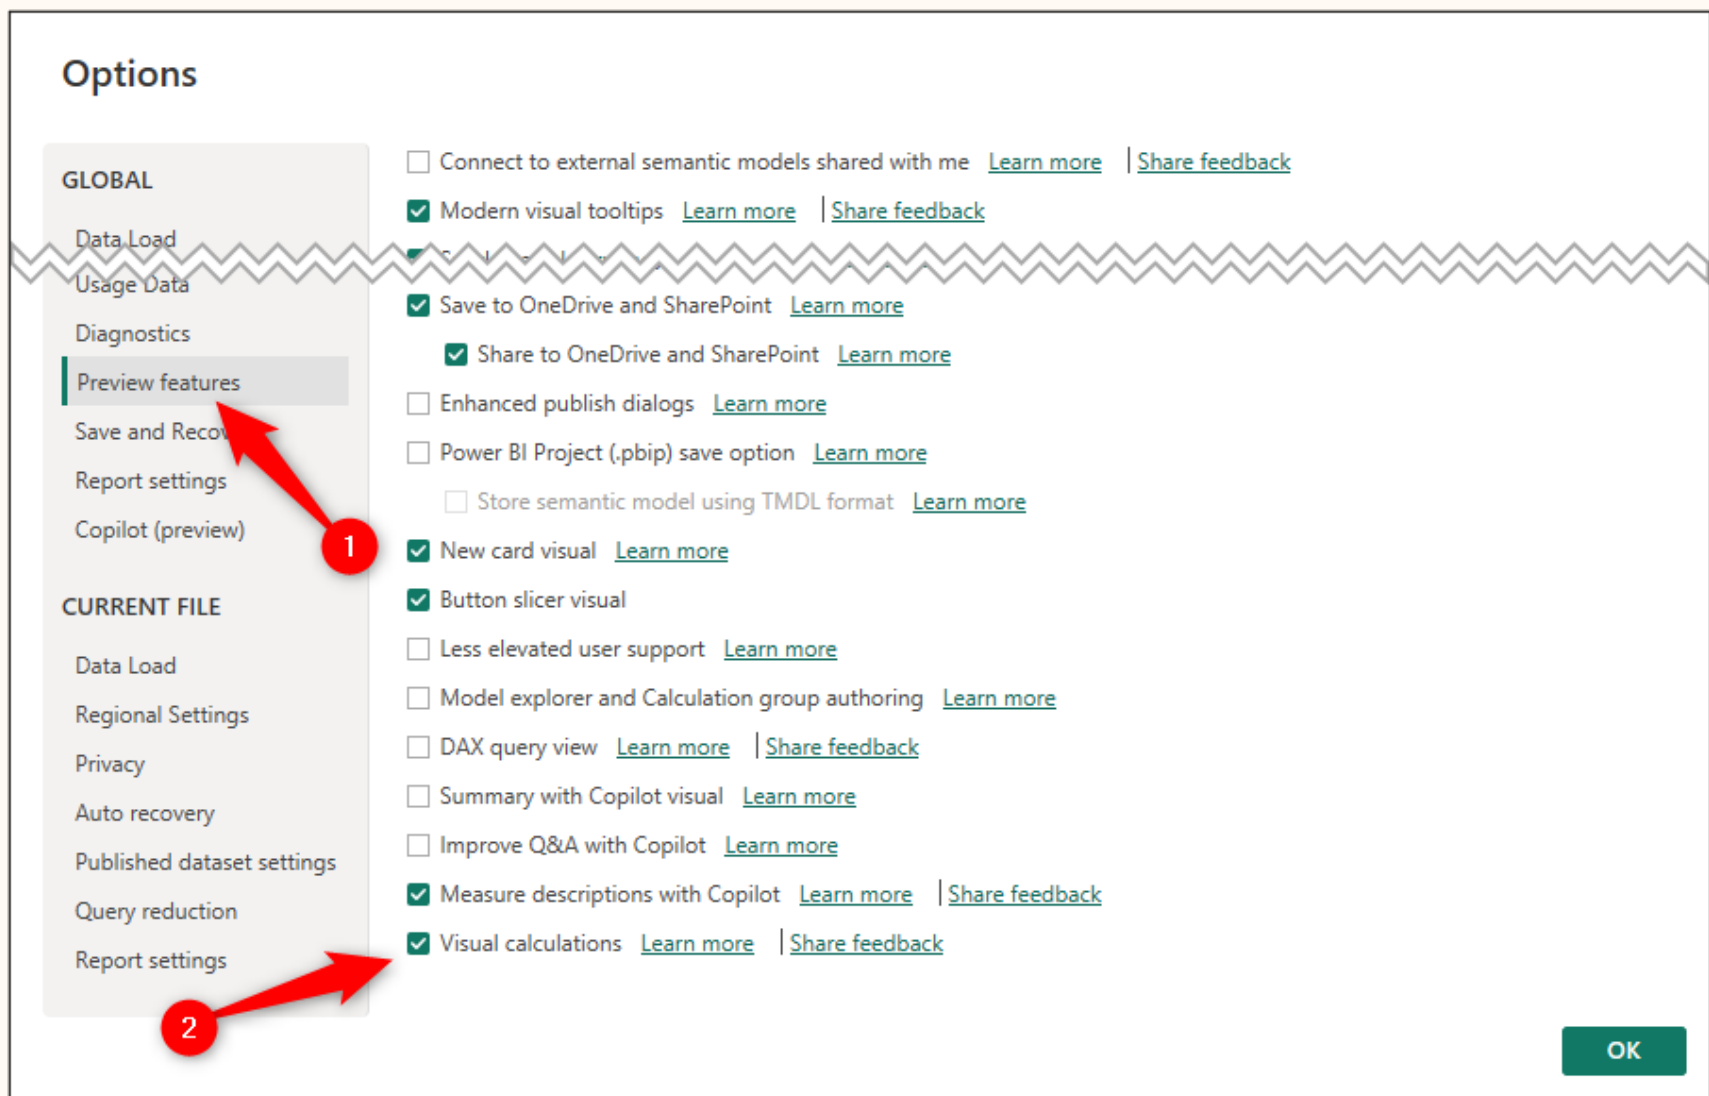 Options
GLOBAL
Data Load
Usage Data
Diagnostics
Preview features
Save and
Report settings
Copilot (preview)
1
CURRENT FILE
Data Load
Regional Settings
Privacy
Auto recovery
Published dataset settings
Query reduction
Report settings
2
Connect to external semantic models shared with me Learn more | Share feedback
Modern visual tooltips Learn more | Share feedback
Save to OneDrive and SharePoint Learn more
Share to OneDrive and SharePoint Learn more
Enhanced publish dialogs Learn more
Power BI Project (.pbip) save option Learn more
Store semantic model using TMDL format Learn more
New card visual Learn more
Button slicer visual
Less elevated user support Learn more
Model explorer and Calculation group authoring Learn more
DAX query view Learn more | Share feedback
Summary with Copilot visual Learn more
Improve Q&A with Copilot Learn more
Measure descriptions with Copilot Learn more | Share feedback
Visual calculations Learn more | Share feedback
OK